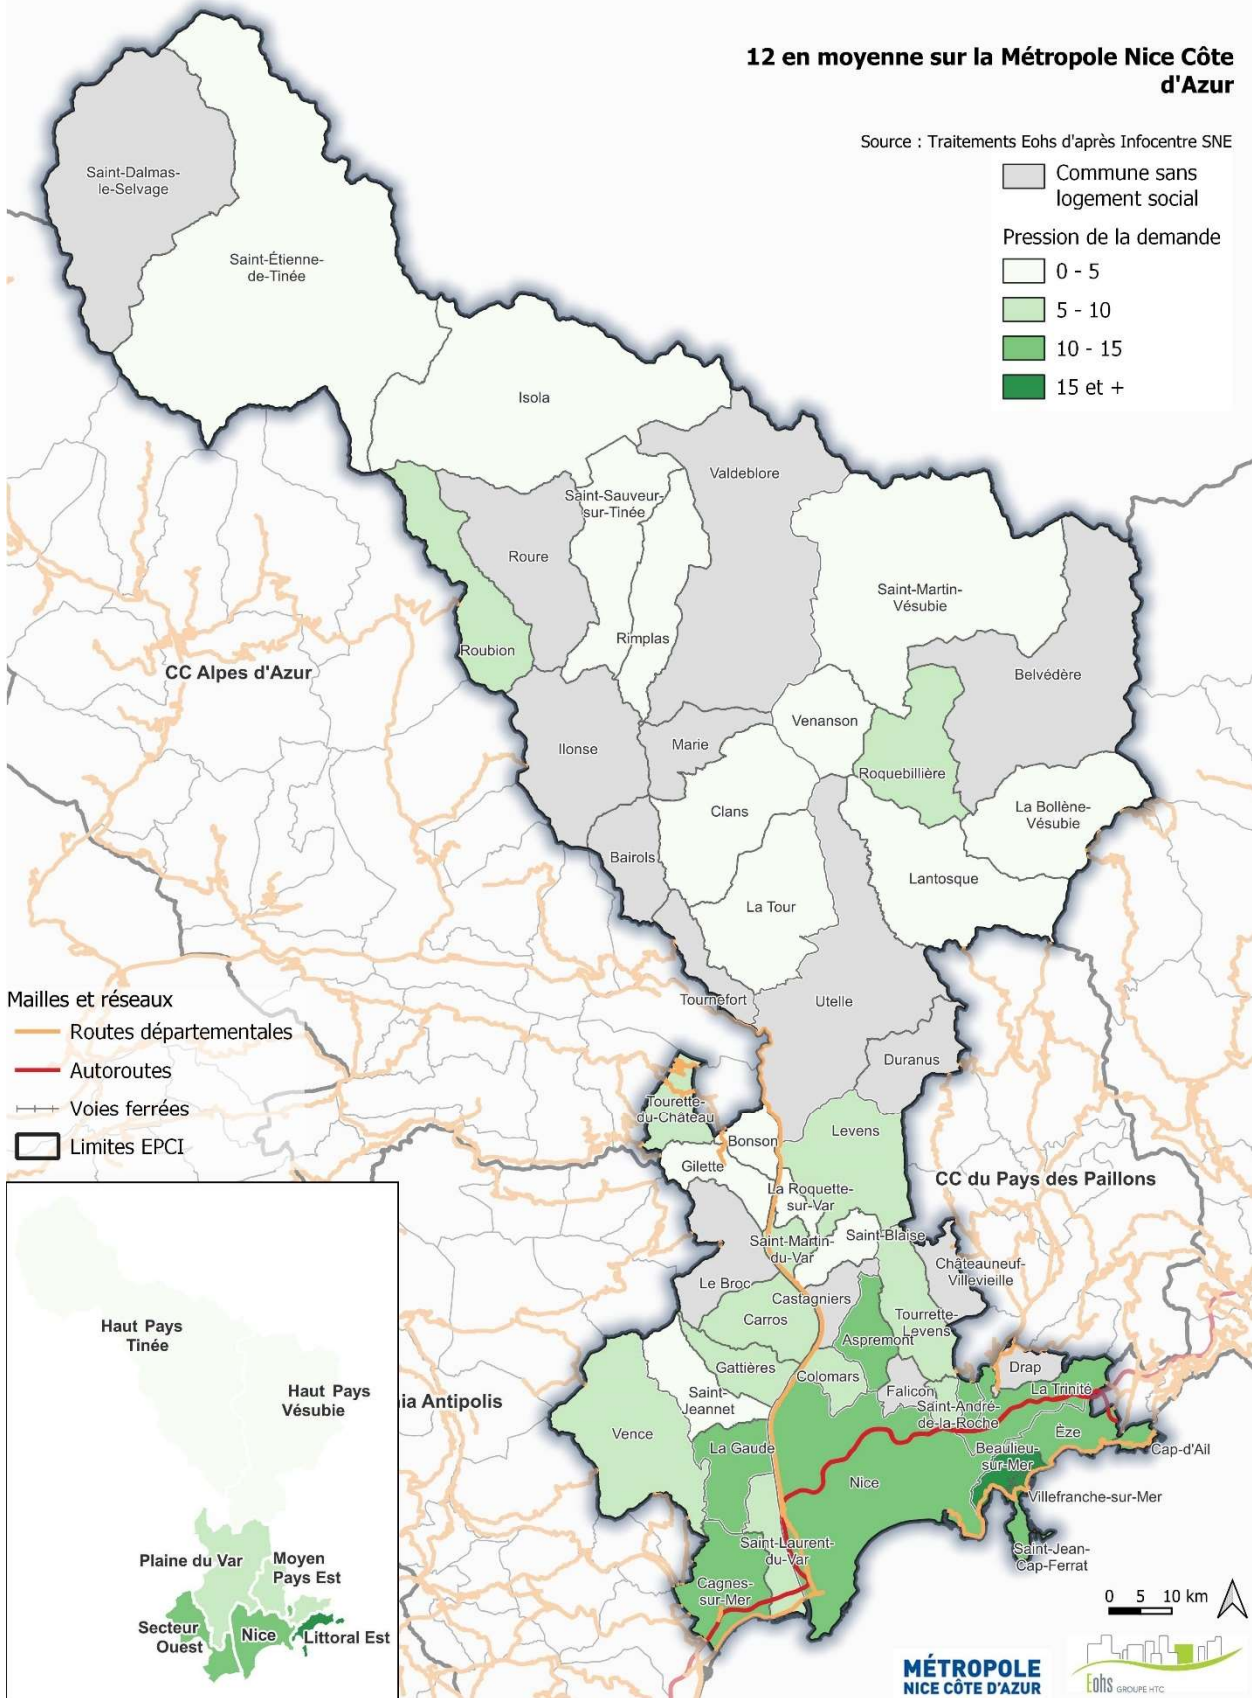 12 en moyenne sur la Métropole Nice Côte
d'Azur
Source : Traitements Eohs d'après Infocentre SNE
Commune sans
logement social
Pression de la demande
0 - 5
5 - 10
10 - 15
15 et +
Saint-Dalmas-
le-Selvage
Saint-Étienne-
de-Tinée
Isola
Valdeblore
Saint-Sauveur-
sur-Tinée
Roure
Saint-Martin-
Vésubie
Rimplas
Roubion
CC Alpes d'Azur
Belvédère
Venanson
Ilonse
Marie
Roquebillière
Clans
La Bollène-
Vésubie
Bairols
Lantosque
La Tour
Tournefort
Utelle
Duranus
Mailles et réseaux
Routes départementales
Autoroutes
Voies ferrées
Limites EPCI
Tourette-
du-Château
Levens
Bonson
Gilette
CC du Pays des Paillons
La Roquette-
sur-Var
Saint-Martin-
du-Var
Saint-Blaise
Châteauneuf-
Villevieille
Le Broc
Castagniers
Carros
Tourrette-
Levens
Aspremont
Gattières
Colomars
Drap
Falicon
La Trinité
Saint-Jeannet
Saint-André-
de-la-Roche
ia Antipolis
Vence
La Gaude
Èze
Beaulieu-
sur-Mer
Cap-d'Ail
Nice
Villefranche-sur-Mer
Saint-Laurent-
du-Var
Saint-Jean-
Cap-Ferrat
Cagnes-
sur-Mer
Haut Pays
Tinée
Haut Pays
Vésubie
Plaine du Var
Moyen
Pays Est
Secteur
Ouest
Nice
Littoral Est
0 5 10 km
MÉTROPOLE
NICE CÔTE D'AZUR
Eohs GROUPE HTC